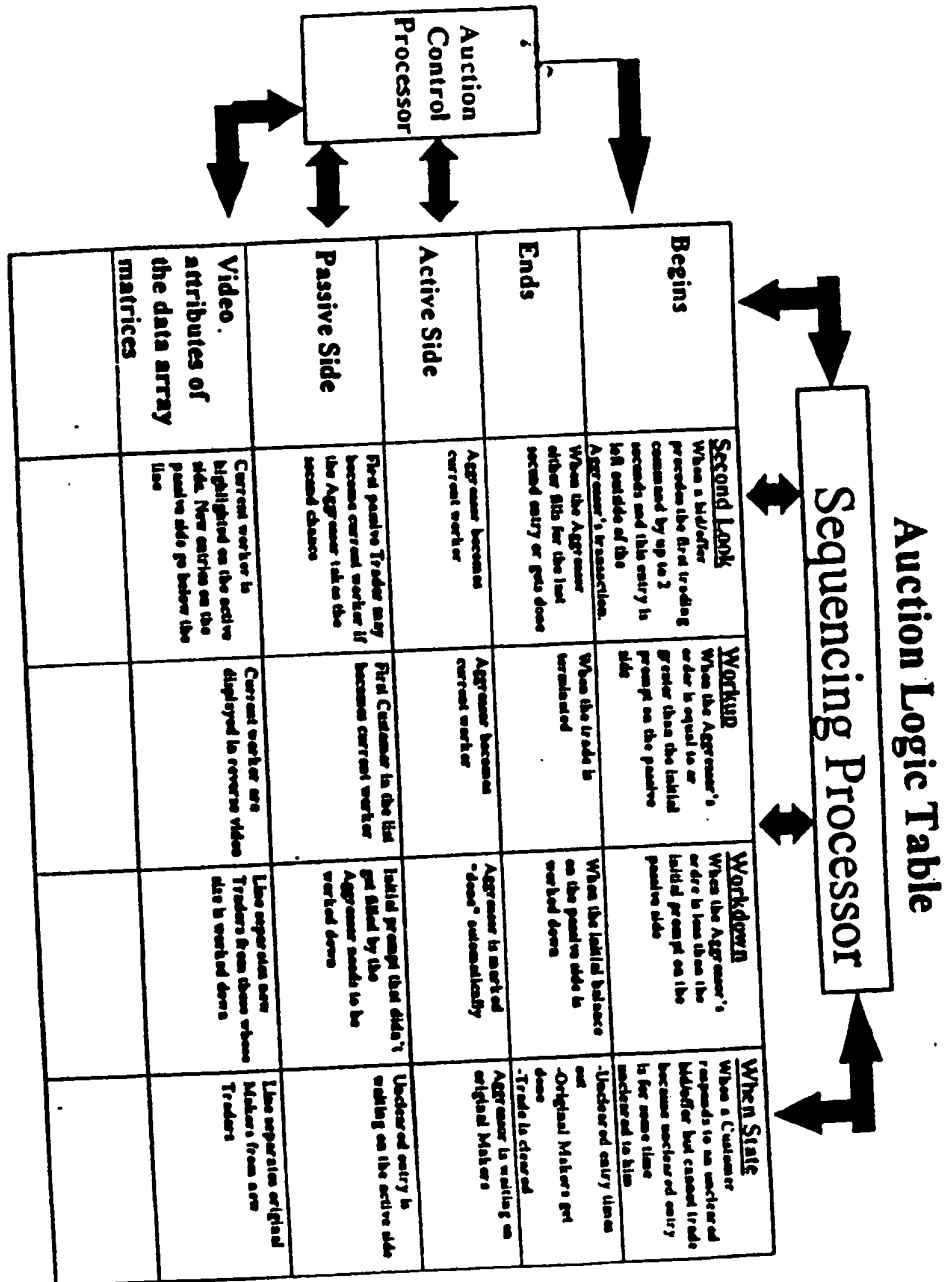 Auction Logic Table
Sequencing Processor
Auction
Control
Processor
Begins
Second Look
When a bid/offer
precedes the first trading
command by up to 2
seconds and this entry is
left outside of the
Aggressor's transaction.
Workup
When the Aggressor's
order is equal to or
greater than the initial
prompt on the passive
side
Workdown
When the Aggressor's
ordre is less than the
initial prompt on the
passive side
When State
When a Customer
responds to an uncleared
bid/offer but cannot trade
because uncleared entry
is for some time
uncleared to him
Ends
When the Aggressor
either fills for the last
second entry or gets done
When the trade is
terminated
When the initial balance
on the passive side is
worked down
-Uncleared entry times
out
-Original Makers get
done
-Trade is cleared
Active Side
Aggressor becomes
current worker
Aggressor becomes
current worker
Aggressor is marked
"done" automatically
Aggressor is waiting on
original Makers
Passive Side
First passive Trader may
become current worker if
the Aggressor takes the
second chance
First Customer in the list
becomes current worker
Initial prompt that didn't
get filled by the
Aggressor needs to be
worked down
Uncleared entry is
waiting on the active side
Video.
attributes of
the data array
matrices
Current worker is
highlighted on the active
side. New entries on the
passive side go below the
line
Current worker are
displayed in reverse video
Line separates new
Traders from those whose
size is worked down
Line separates original
Makers from new
Traders